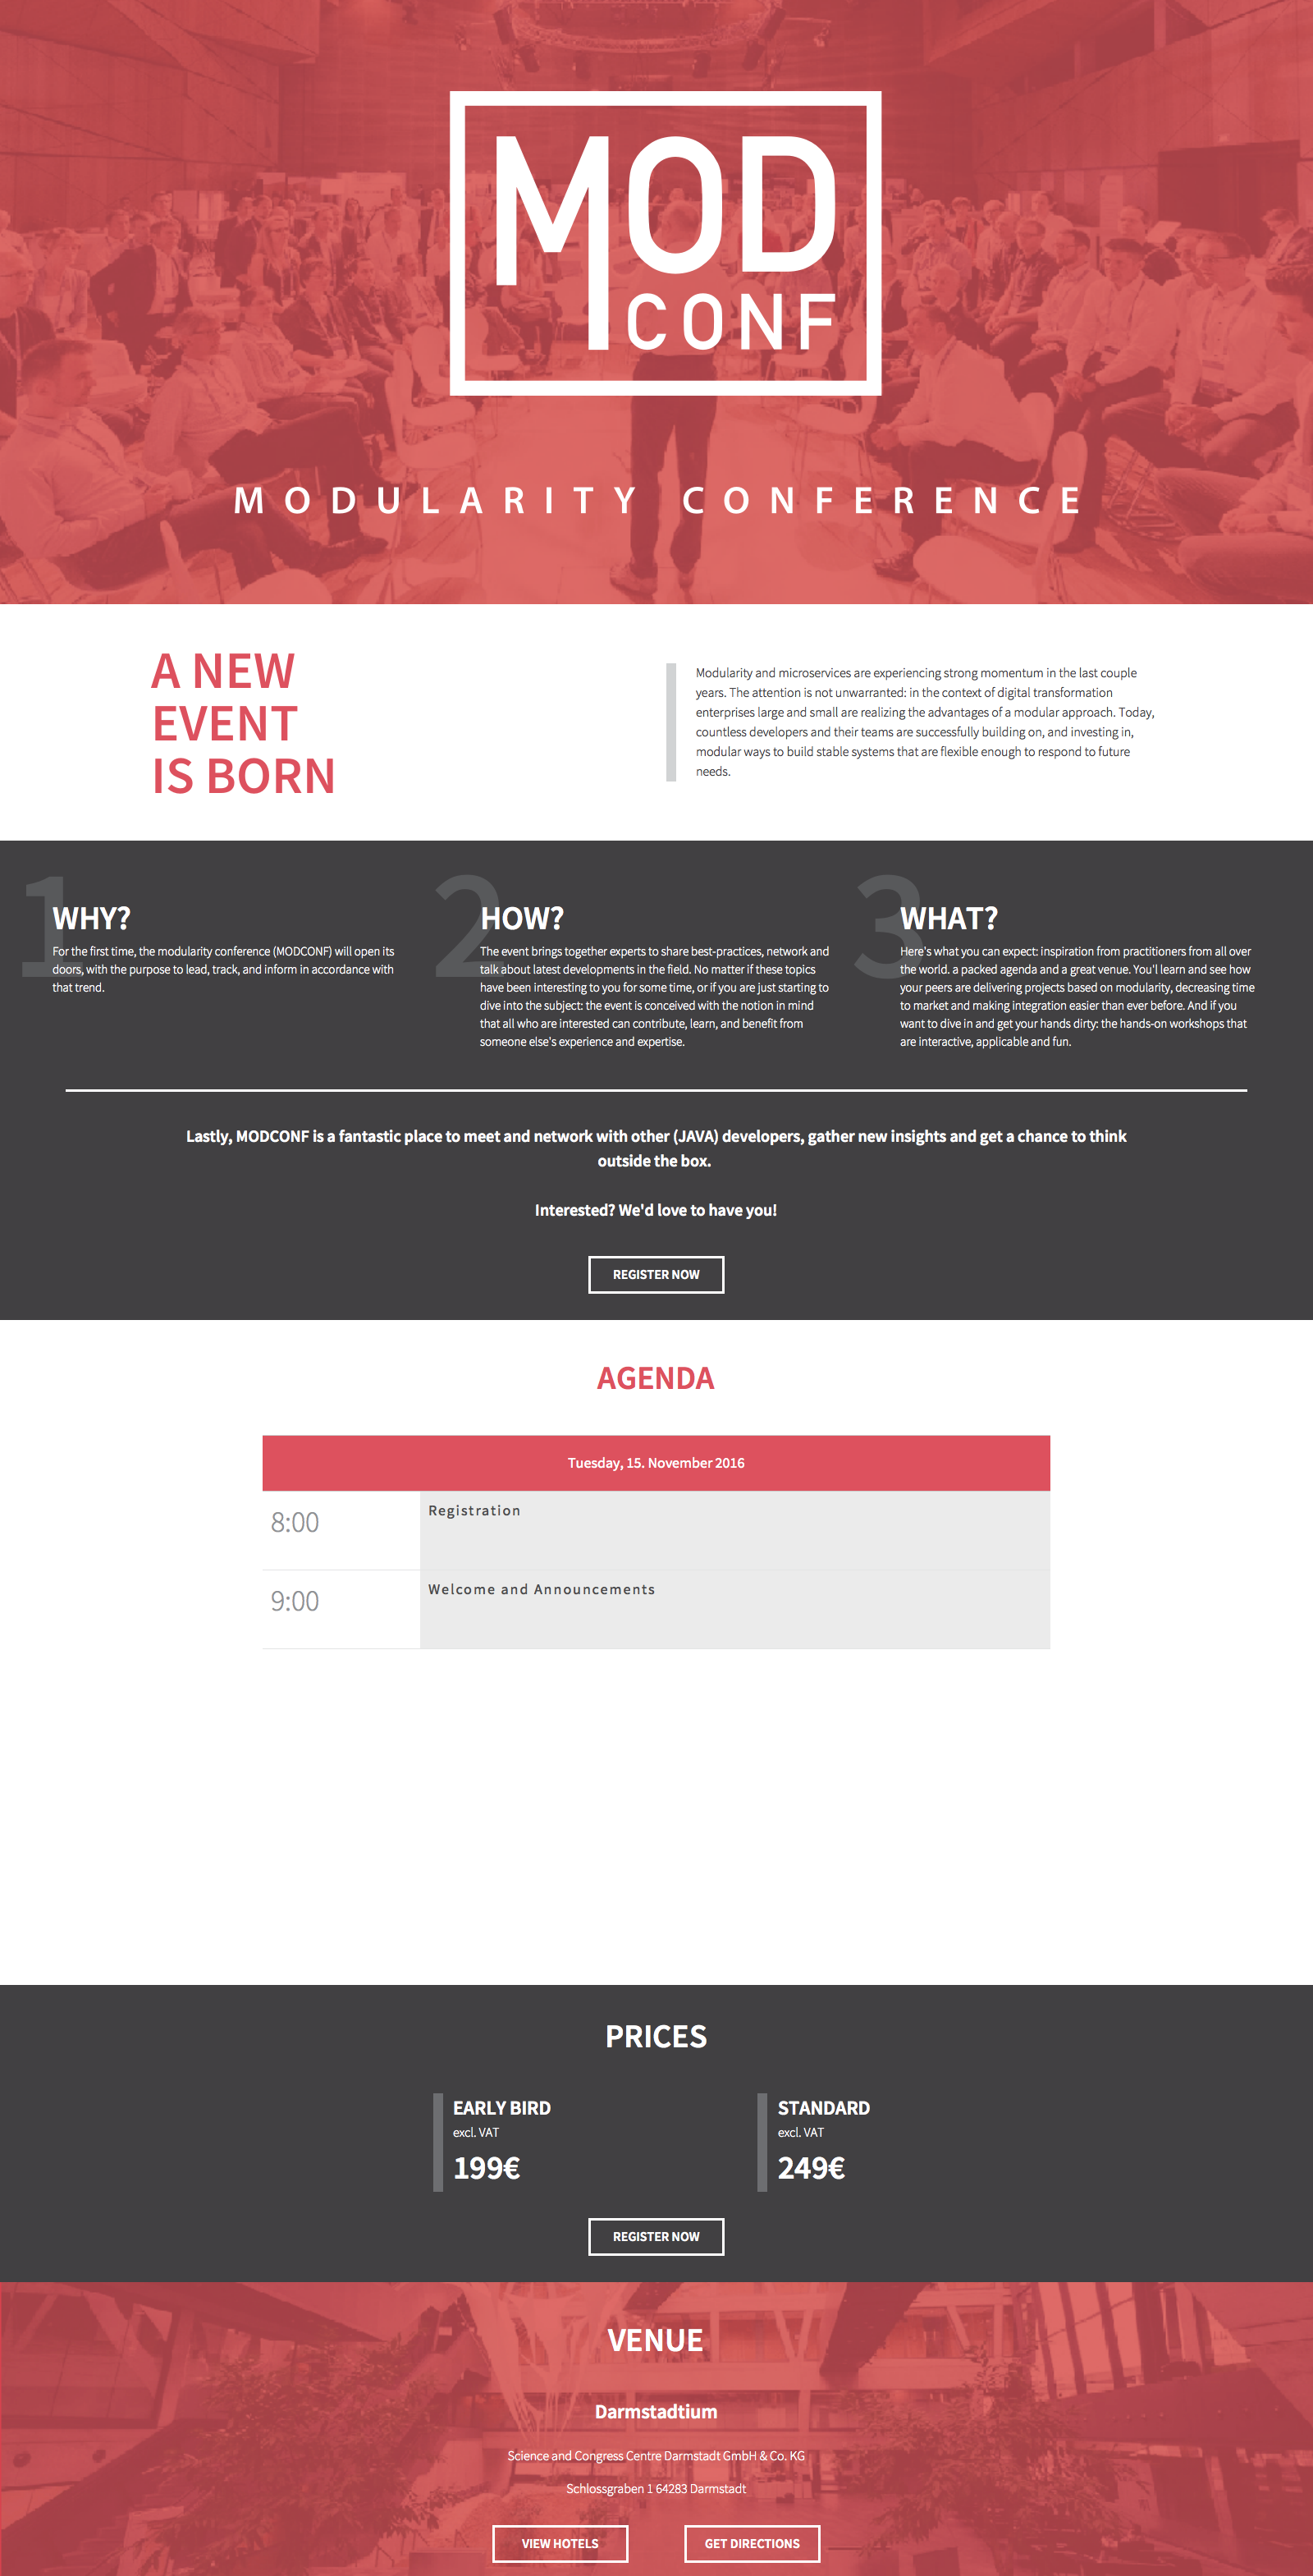 MOD
CONF
MODULARITY CONFERENCE
A NEW
EVENT
IS BORN
Modularity and microservices are experiencing strong momentum in the last couple
years. The attention is not unwarranted: in the context of digital transformation
enterprises large and small are realizing the advantages of a modular approach. Today,
countless developers and their teams are successfully building on, and investing in,
modular ways to build stable systems that are flexible enough to respond to future
needs.
1
WHY?
For the first time, the modularity conference (MODCONF) will open its
doors, with the purpose to lead, track, and inform in accordance with
that trend.
2
HOW?
The event brings together experts to share best-practices, network and
talk about latest developments in the field. No matter if these topics
have been interesting to you for some time, or if you are just starting to
dive into the subject: the event is conceived with the notion in mind
that all who are interested can contribute, learn, and benefit from
someone else's experience and expertise.
3
WHAT?
Here's what you can expect: inspiration from practitioners from all over
the world. a packed agenda and a great venue. You'l learn and see how
your peers are delivering projects based on modularity, decreasing time
to market and making integration easier than ever before. And if you
want to dive in and get your hands dirty: the hands-on workshops that
are interactive, applicable and fun.
Lastly, MODCONF is a fantastic place to meet and network with other (JAVA) developers, gather new insights and get a chance to think
outside the box.
Interested? We'd love to have you!
REGISTER NOW
AGENDA
Tuesday, 15. November 2016
8:00
Registration
9:00
Welcome and Announcements
PRICES
EARLY BIRD
excl. VAT
199€
STANDARD
excl. VAT
249€
REGISTER NOW
VENUE
Darmstadtium
Science and Congress Centre Darmstadt GmbH & Co. KG
Schlossgraben 1 64283 Darmstadt
VIEW HOTELS
GET DIRECTIONS